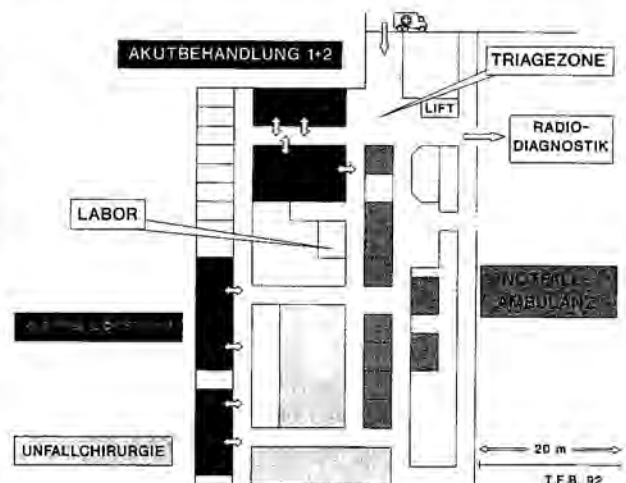 AKUTBEHANDLUNG 1+2
TRIAGEZONE
LIFT
RADIO-
DIAGNOSTIK
LABOR
NOTFALL-
AMBULANZ
UNFALLCHIRURGIE
20 m
T.F.B. 92